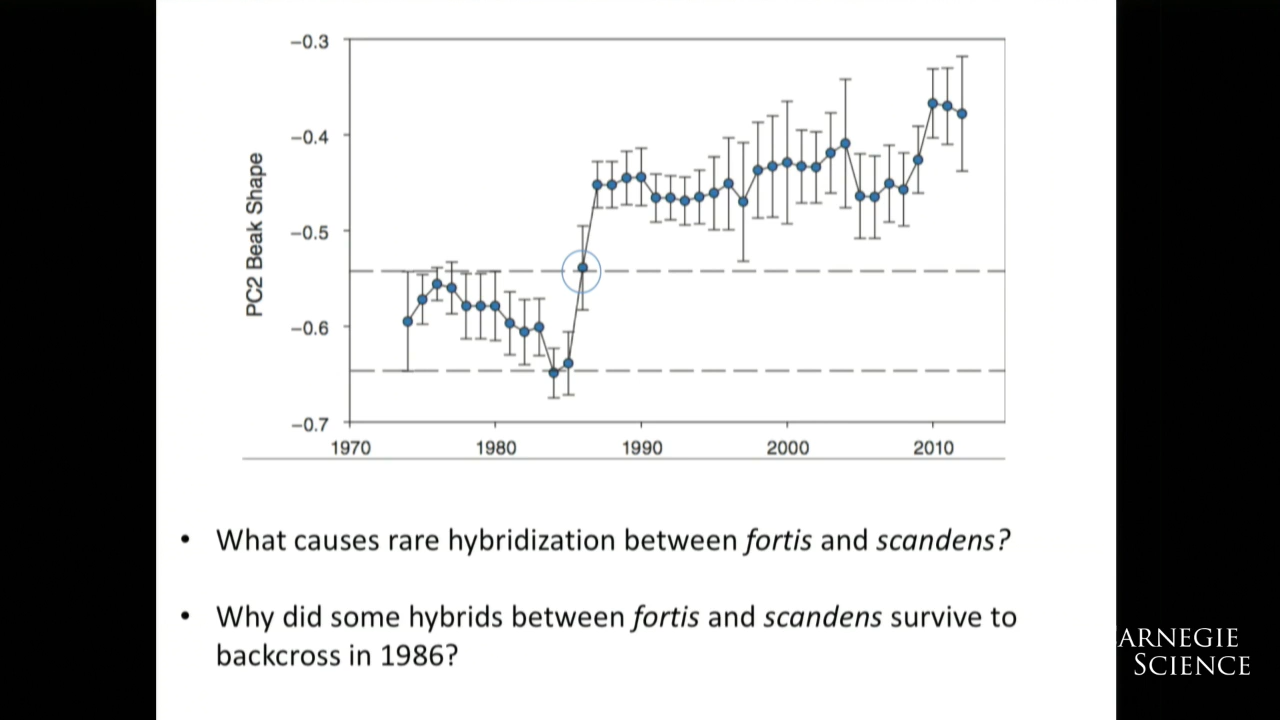 −0.3
−0.4
−0.5
−0.6
−0.7
PC2 Beak Shape
1970 1980 1990 2000 2010
• What causes rare hybridization between fortis and scandens?
• Why did some hybrids between fortis and scandens survive to
backcross in 1986?
ARNEGIE
SCIENCE